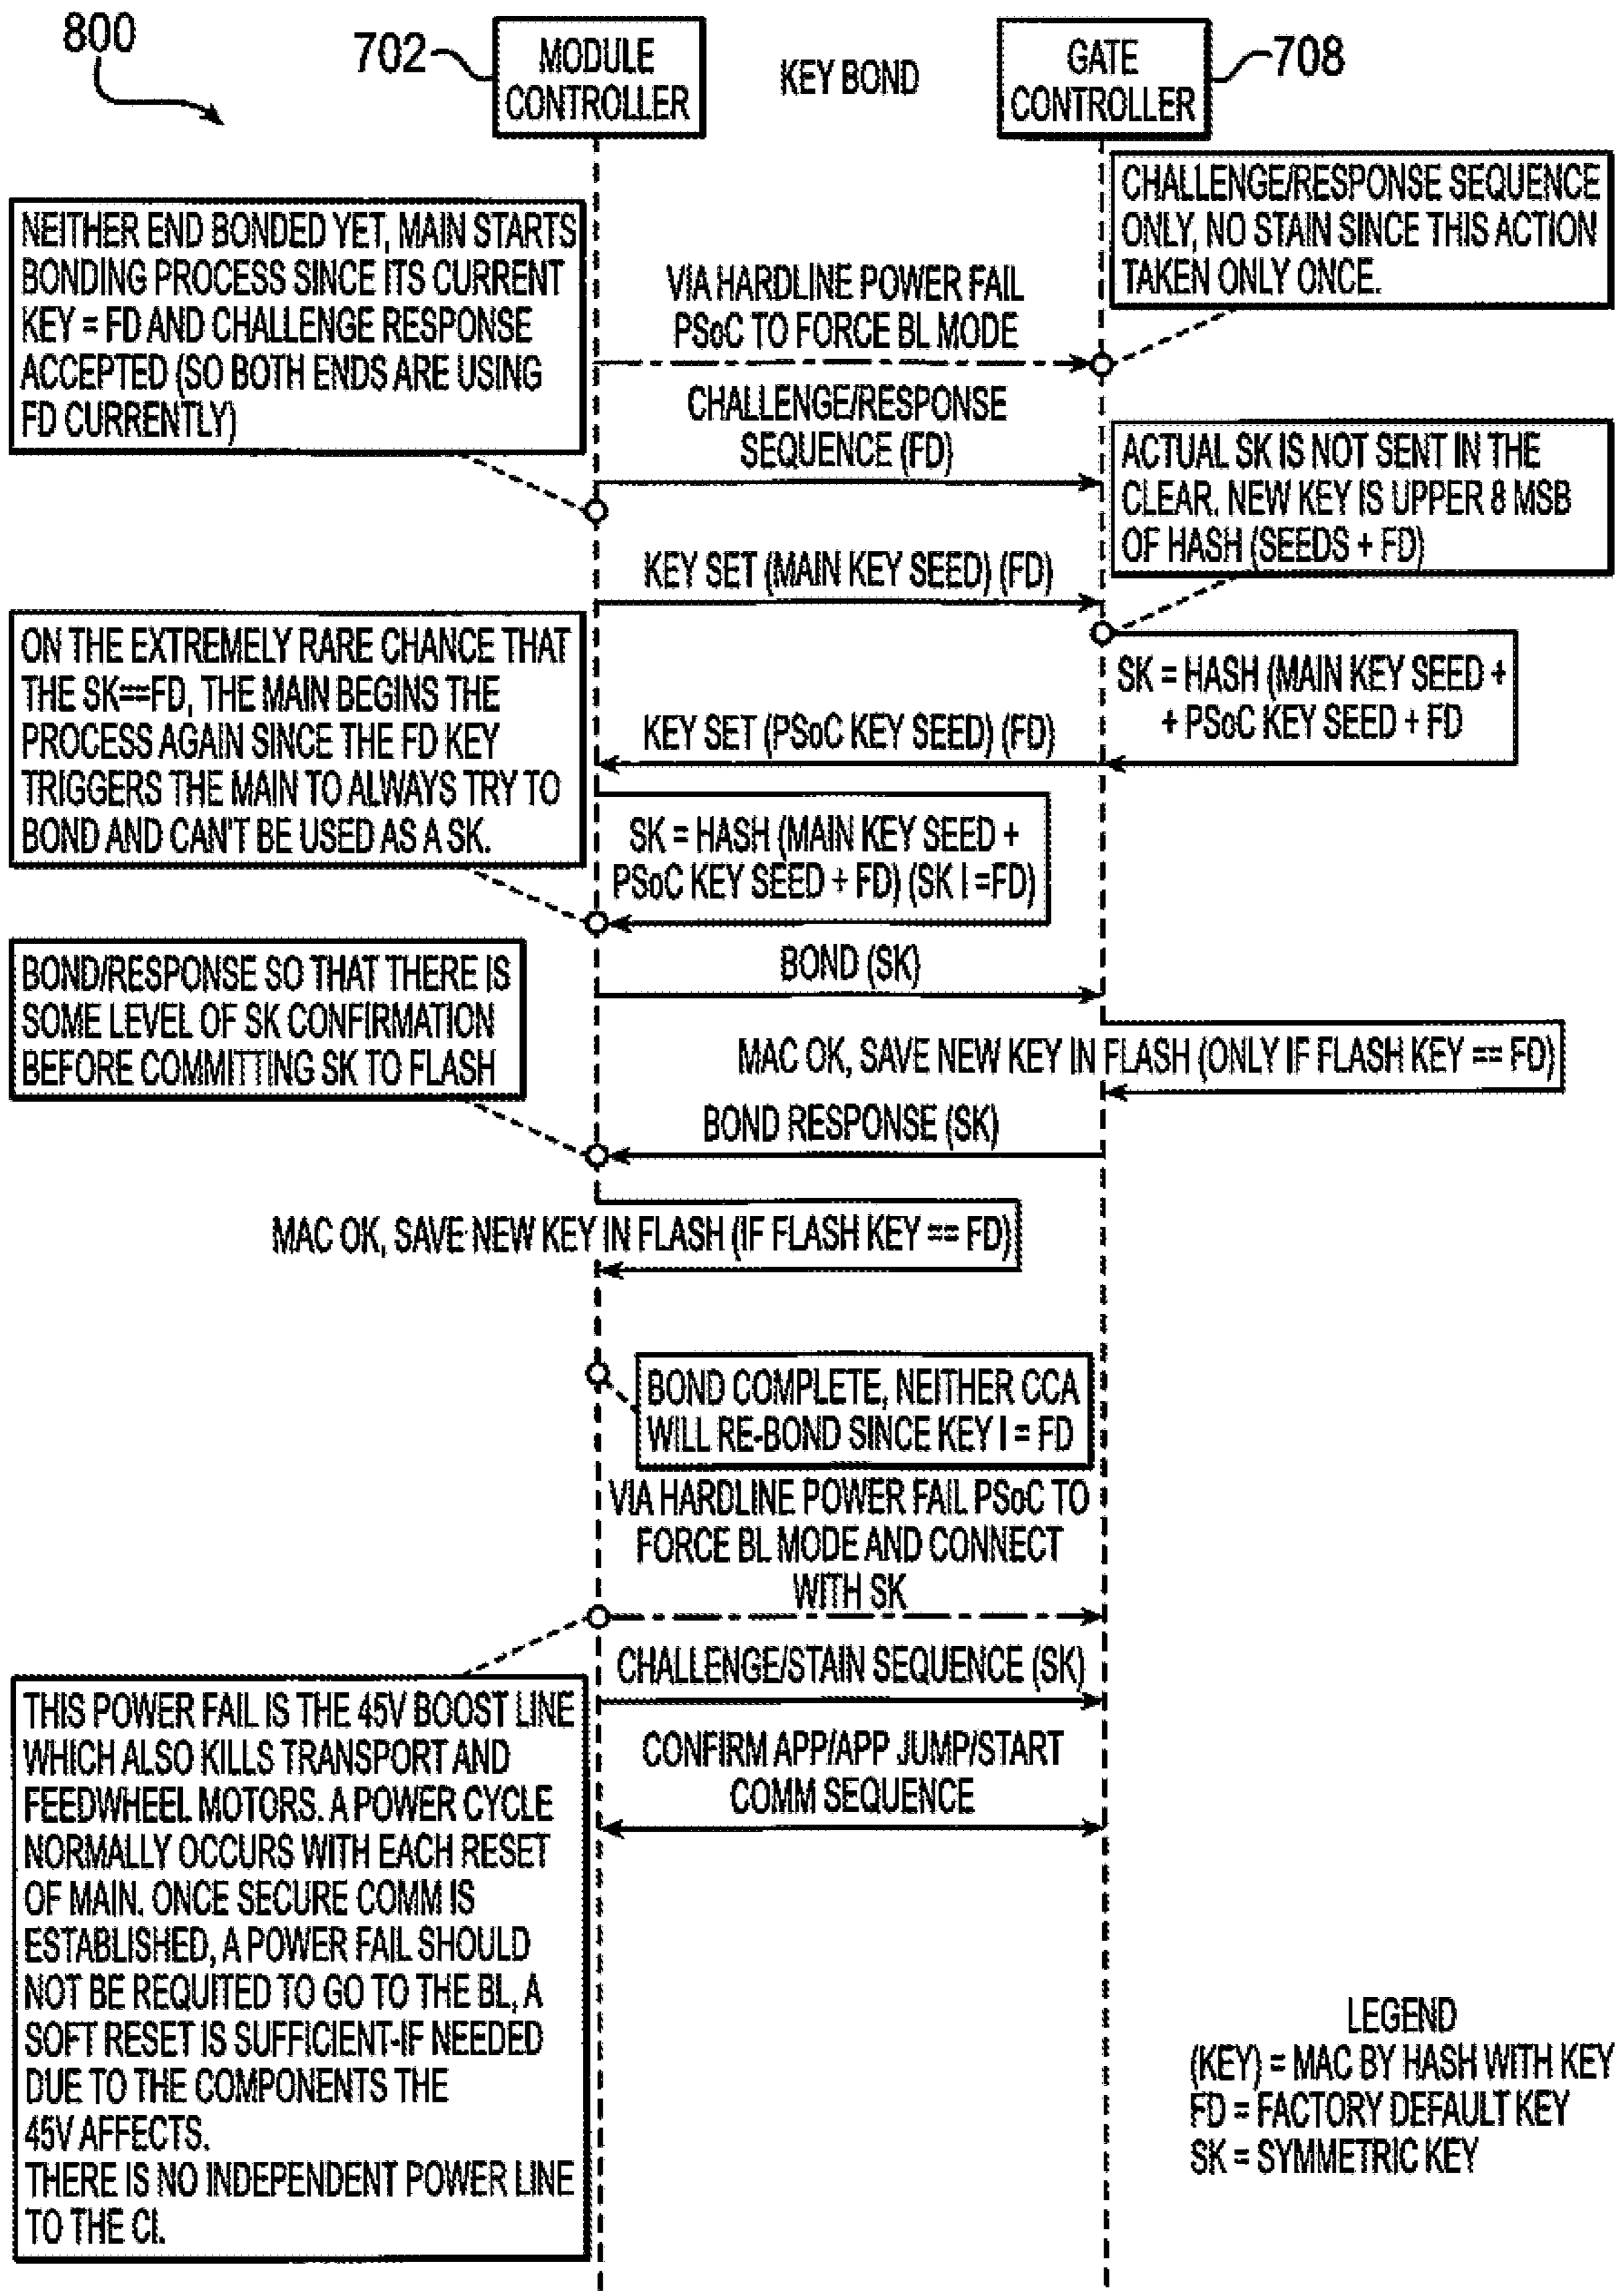 800
702
MODULE
CONTROLLER
KEY BOND
GATE
CONTROLLER
708
CHALLENGE/RESPONSE SEQUENCE
ONLY, NO STAIN SINCE THIS ACTION
TAKEN ONLY ONCE.
NEITHER END BONDED YET, MAIN STARTS
BONDING PROCESS SINCE ITS CURRENT
KEY = FD AND CHALLENGE RESPONSE
ACCEPTED (SO BOTH ENDS ARE USING
FD CURRENTLY)
VIA HARDLINE POWER FAIL
PSoC TO FORCE BL MODE
CHALLENGE/RESPONSE
SEQUENCE (FD)
ACTUAL SK IS NOT SENT IN THE
CLEAR. NEW KEY IS UPPER 8 MSB
OF HASH (SEEDS + FD)
KEY SET (MAIN KEY SEED) (FD)
ON THE EXTREMELY RARE CHANCE THAT
THE SK==FD, THE MAIN BEGINS THE
PROCESS AGAIN SINCE THE FD KEY
TRIGGERS THE MAIN TO ALWAYS TRY TO
BOND AND CAN'T BE USED AS A SK.
SK = HASH (MAIN KEY SEED +
+ PSoC KEY SEED + FD
KEY SET (PSoC KEY SEED) (FD)
SK = HASH (MAIN KEY SEED +
PSoC KEY SEED + FD) (SK I =FD)
BOND (SK)
BOND/RESPONSE SO THAT THERE IS
SOME LEVEL OF SK CONFIRMATION
BEFORE COMMITTING SK TO FLASH
MAC OK, SAVE NEW KEY IN FLASH (ONLY IF FLASH KEY == FD)
BOND RESPONSE (SK)
MAC OK, SAVE NEW KEY IN FLASH (IF FLASH KEY == FD)
BOND COMPLETE, NEITHER CCA
WILL RE-BOND SINCE KEY I = FD
VIA HARDLINE POWER FAIL PSoC TO
FORCE BL MODE AND CONNECT
WITH SK
CHALLENGE/STAIN SEQUENCE (SK)
CONFIRM APP/APP JUMP/START
COMM SEQUENCE
THIS POWER FAIL IS THE 45V BOOST LINE
WHICH ALSO KILLS TRANSPORT AND
FEEDWHEEL MOTORS. A POWER CYCLE
NORMALLY OCCURS WITH EACH RESET
OF MAIN. ONCE SECURE COMM IS
ESTABLISHED, A POWER FAIL SHOULD
NOT BE REQUITED TO GO TO THE BL, A
SOFT RESET IS SUFFICIENT-IF NEEDED
DUE TO THE COMPONENTS THE
45V AFFECTS.
THERE IS NO INDEPENDENT POWER LINE
TO THE CI.
LEGEND
(KEY) = MAC BY HASH WITH KEY
FD = FACTORY DEFAULT KEY
SK = SYMMETRIC KEY